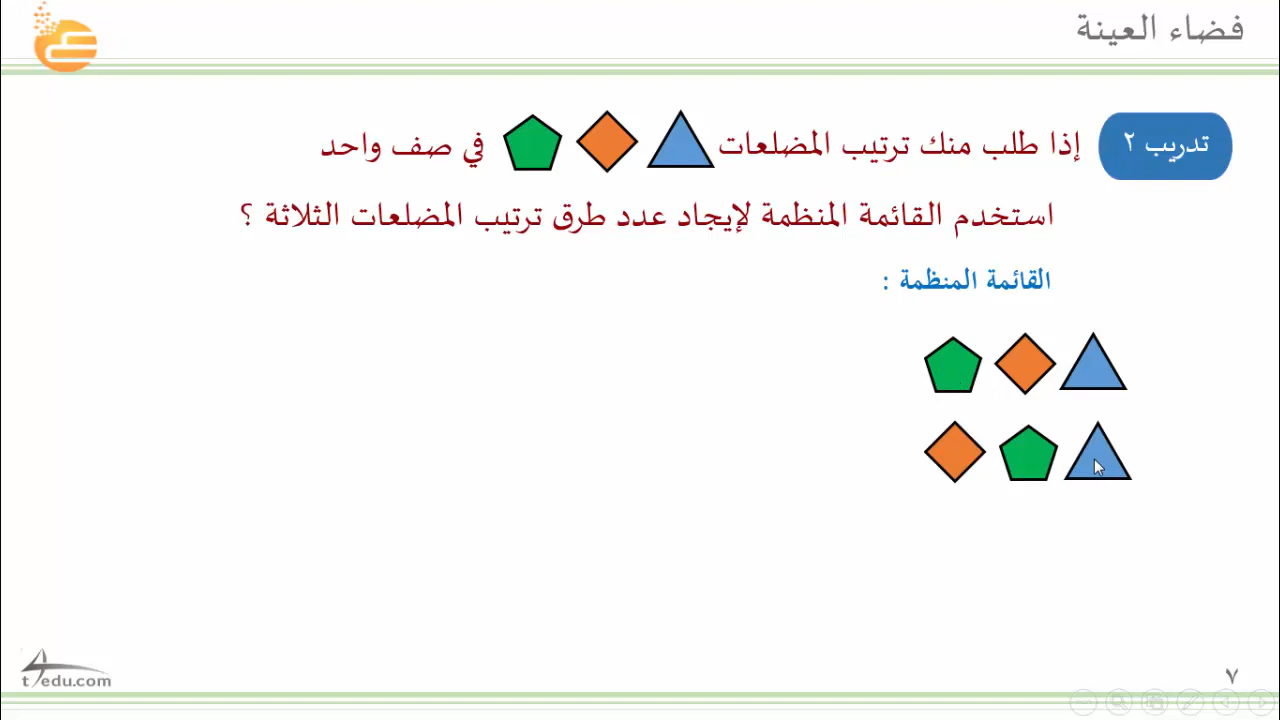 فضاء العينة
تدريب ٢
إذا طلب منك ترتيب المضلعات في صف واحد
استخدم القائمة المنظمة لإيجاد عدد طرق ترتيب المضلعات الثلاثة ؟
القائمة المنظمة :
t4edu.com
٧